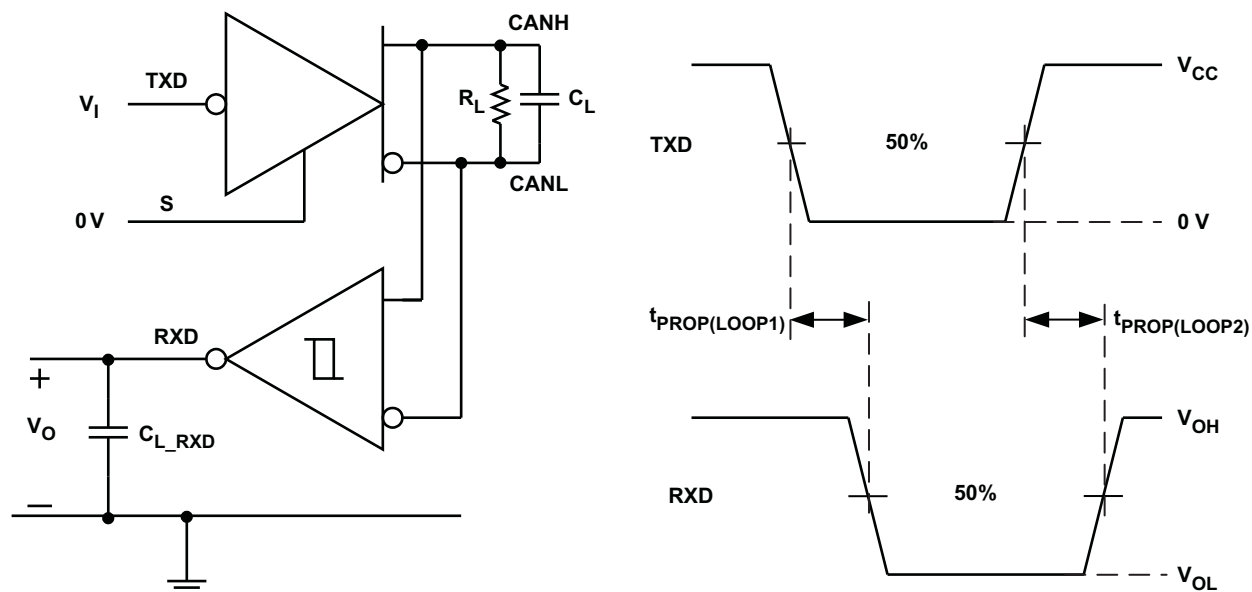 CANH
TXD
V_I
R_L
C_L
S
0 V
CANL
RXD
+
V_O
C_L_RXD
–
V_CC
TXD
50%
0 V
t_PROP(LOOP1)
t_PROP(LOOP2)
V_OH
RXD
50%
V_OL